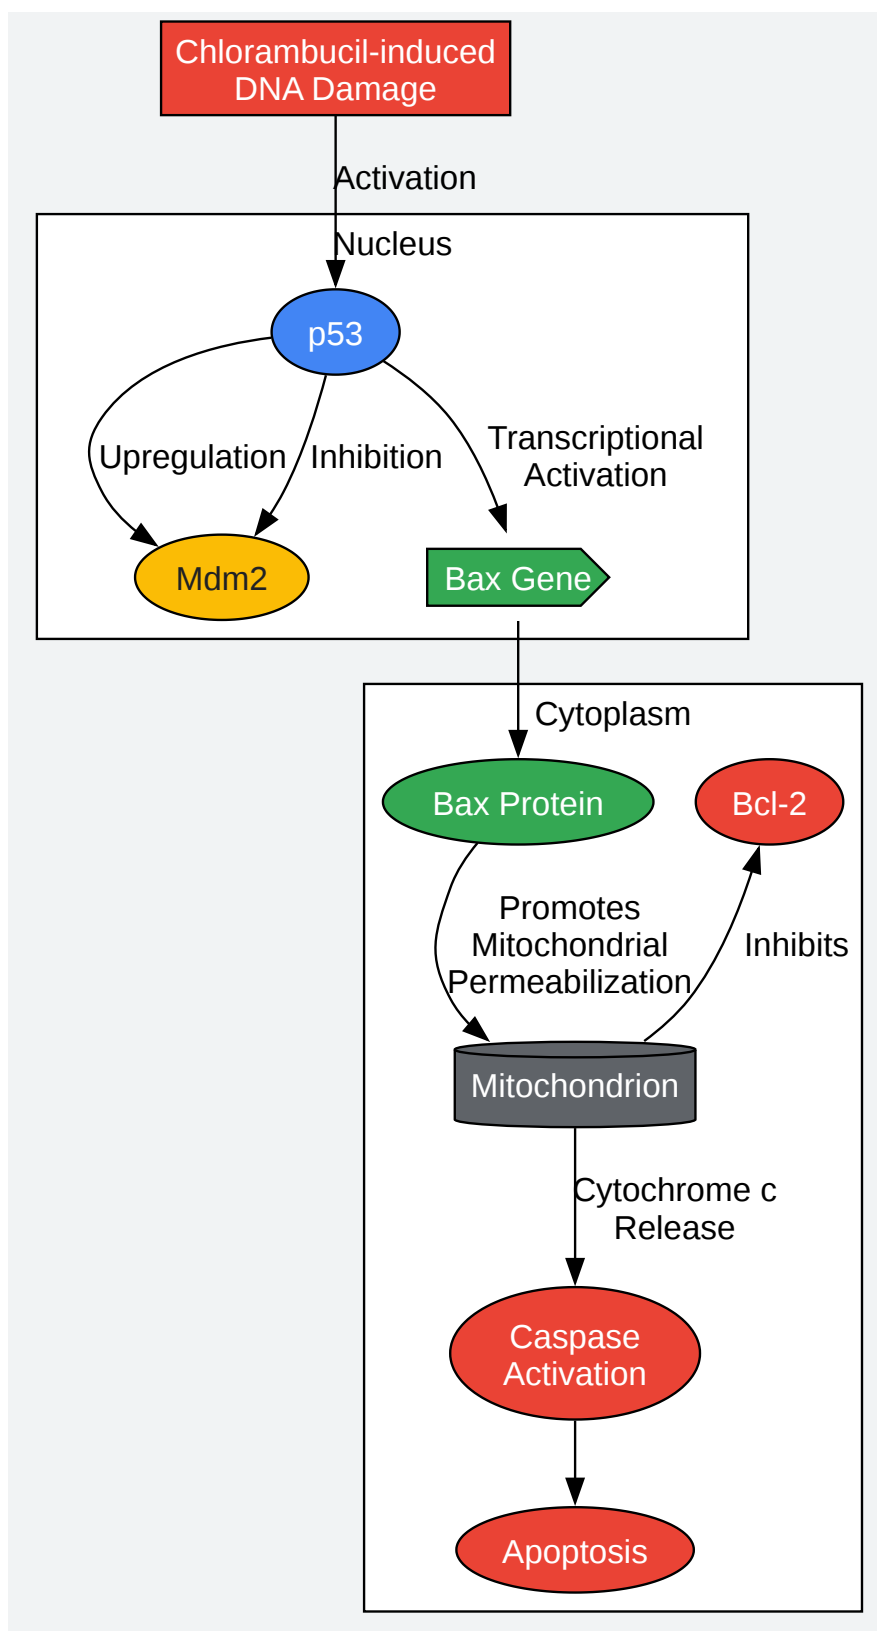 Chlorambucil-induced
DNA Damage
Activation
Nucleus
p53
Upregulation
Inhibition
Transcriptional
Activation
Mdm2
Bax Gene
Cytoplasm
Bax Protein
Bcl-2
Promotes
Mitochondrial
Permeabilization
Inhibits
Mitochondrion
Cytochrome c
Release
Caspase
Activation
Apoptosis